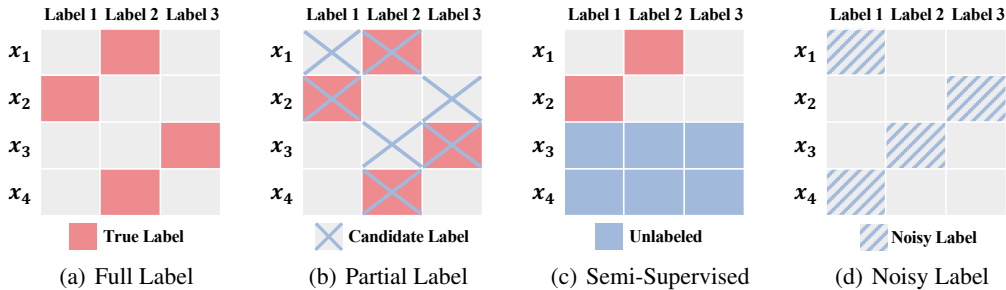 Label 1 Label 2 Label 3 Label 1 Label 2 Label 3 Label 1 Label 2 Label 3 Label 1 Label 2 Label 3
x₁ x₁ x₁ x₁
x₂ x₂ x₂ x₂
x₃ x₃ x₃ x₃
x₄ x₄ x₄ x₄
True Label Candidate Label Unlabeled Noisy Label
(a) Full Label (b) Partial Label (c) Semi-Supervised (d) Noisy Label